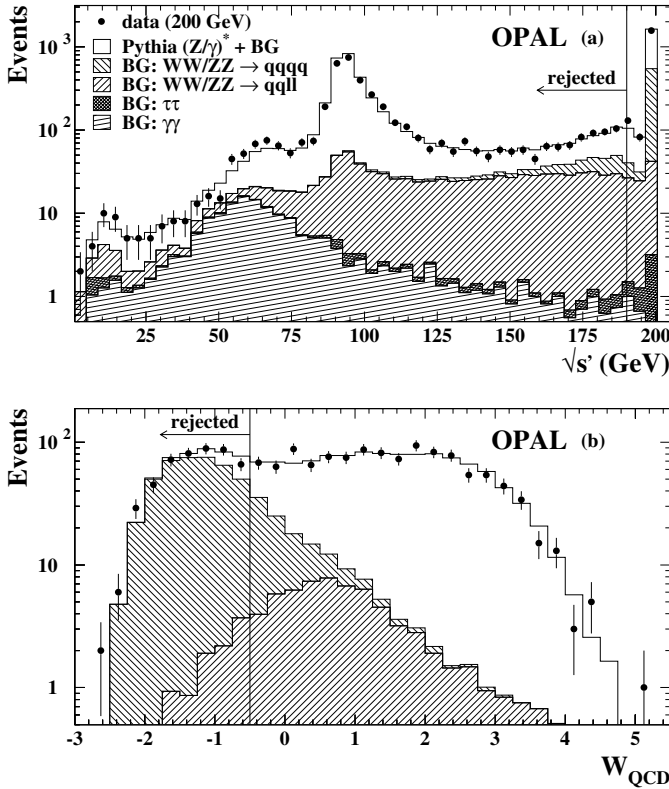 Events
data (200 GeV)
Pythia (Z/γ)* + BG
BG: WW/ZZ → qqqq
BG: WW/ZZ → qqll
BG: ττ
BG: γγ
OPAL (a)
rejected
10³
10²
10
1
25 50 75 100 125 150 175 200
√s’ (GeV)
Events
rejected
OPAL (b)
10²
10
1
-3 -2 -1 0 1 2 3 4 5
W_QCD